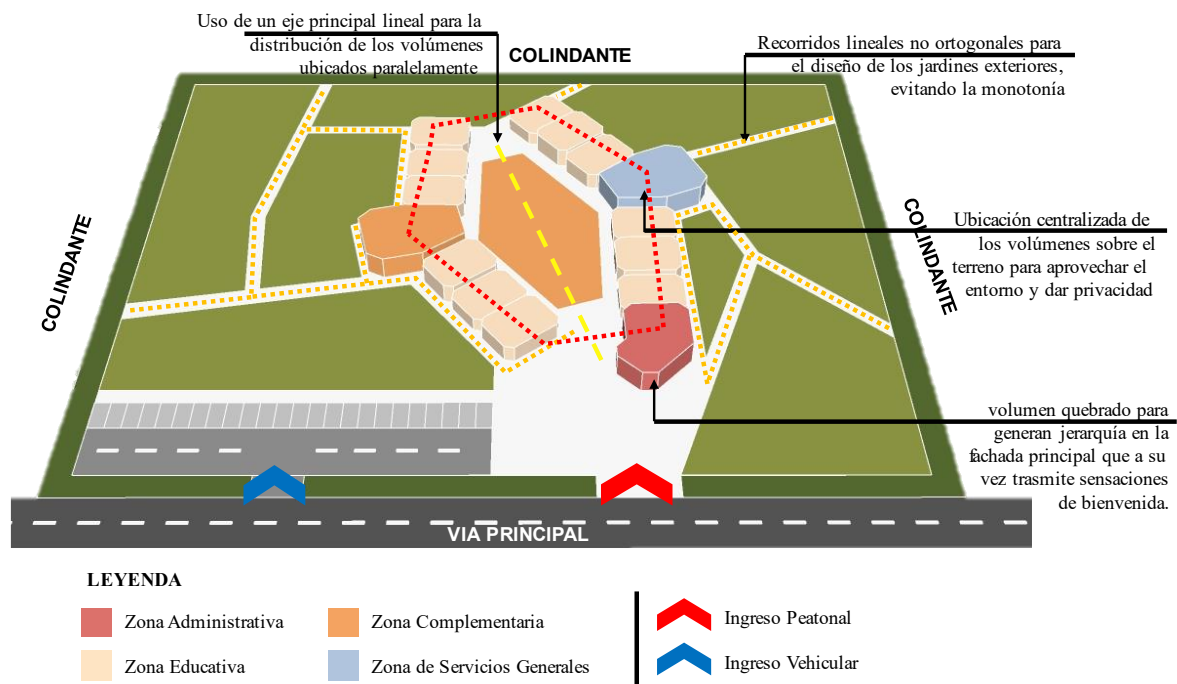 Uso de un eje principal lineal para la
distribución de los volúmenes
ubicados paralelamente
COLINDANTE
Recorridos lineales no ortogonales para
el diseño de los jardines exteriores,
evitando la monotonía
COLINDANTE
COLINDANTE
Ubicación centralizada de
los volúmenes sobre el
terreno para aprovechar el
entorno y dar privacidad
volumen quebrado para
generan jerarquía en la
fachada principal que a su
vez trasmite sensaciones
de bienvenida.
VIA PRINCIPAL
LEYENDA
Zona Administrativa
Zona Complementaria
Ingreso Peatonal
Zona Educativa
Zona de Servicios Generales
Ingreso Vehicular